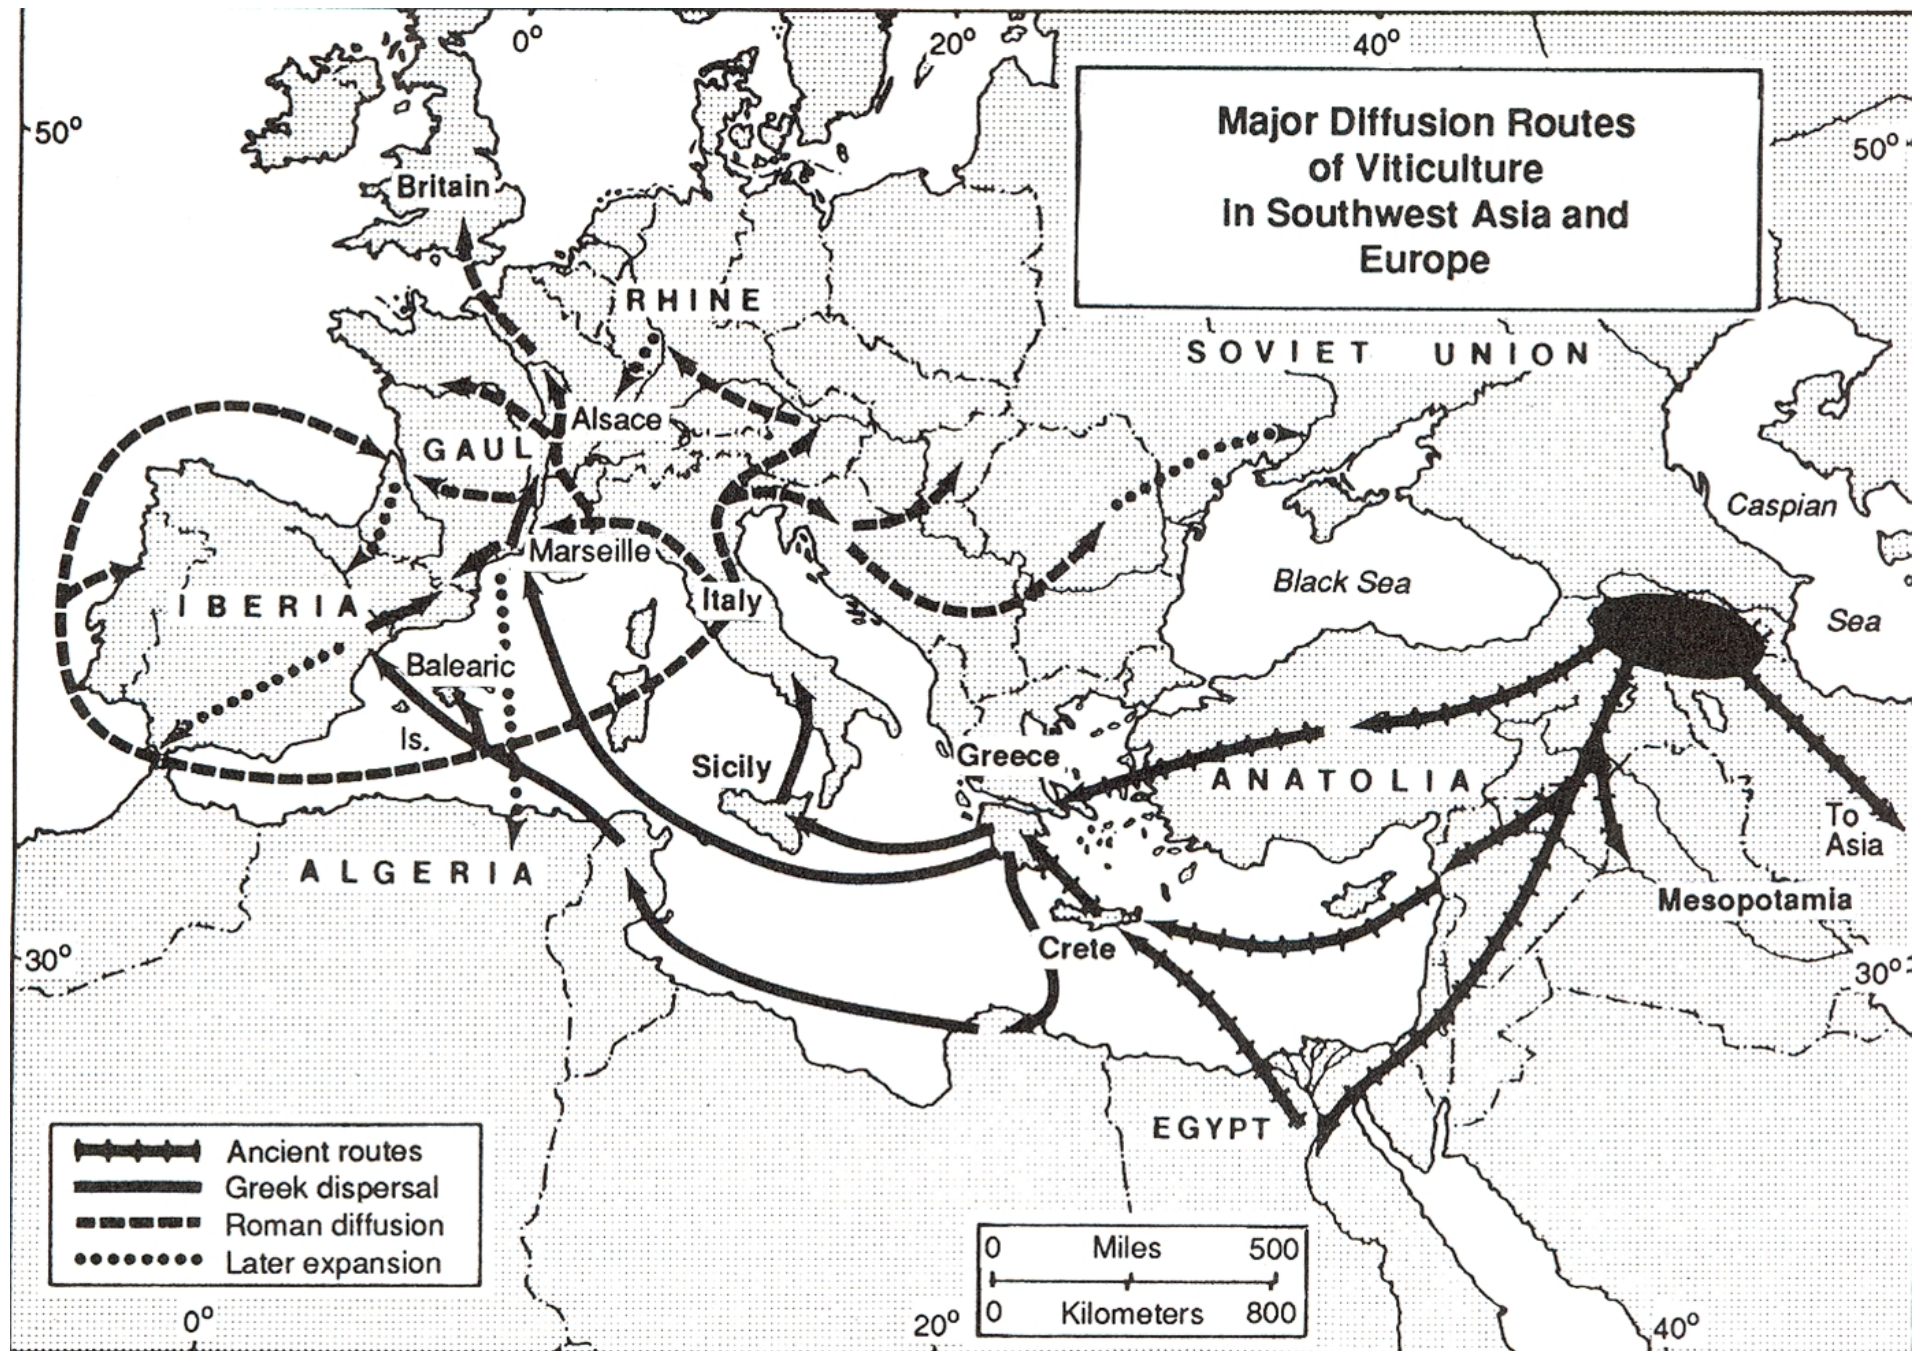 0°
20°
40°
Major Diffusion Routes
of Viticulture
in Southwest Asia and
Europe
50°
50°
Britain
RHINE
SOVIET UNION
Alsace
GAUL
Caspian
Sea
Marseille
Black Sea
IBERIA
Italy
Balearic
Is.
Sicily
Greece
ANATOLIA
To
Asia
ALGERIA
Mesopotamia
Crete
30°
30°
EGYPT
Ancient routes
Greek dispersal
Roman diffusion
Later expansion
0 Miles 500
0 Kilometers 800
0°
20°
40°